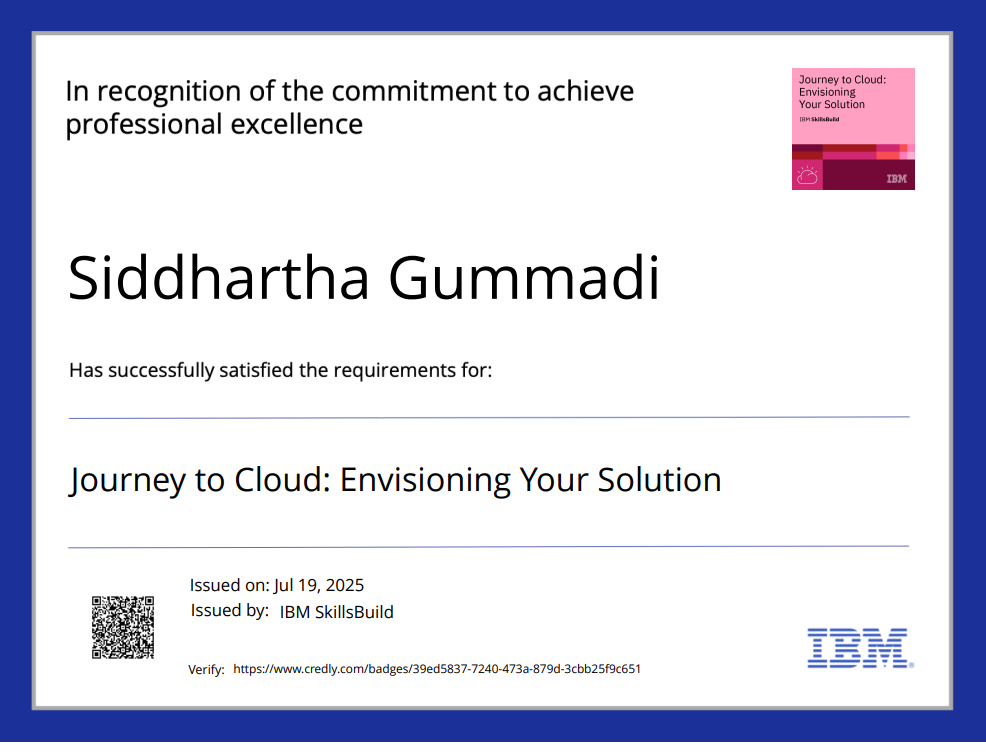 In recognition of the commitment to achieve
professional excellence
Journey to Cloud:
Envisioning
Your Solution
IBM SkillsBuild
IBM
Siddhartha Gummadi
Has successfully satisfied the requirements for:
Journey to Cloud: Envisioning Your Solution
Issued on: Jul 19, 2025
Issued by: IBM SkillsBuild
Verify: https://www.credly.com/badges/39ed5837-7240-473a-879d-3cbb25f9c651
IBM®